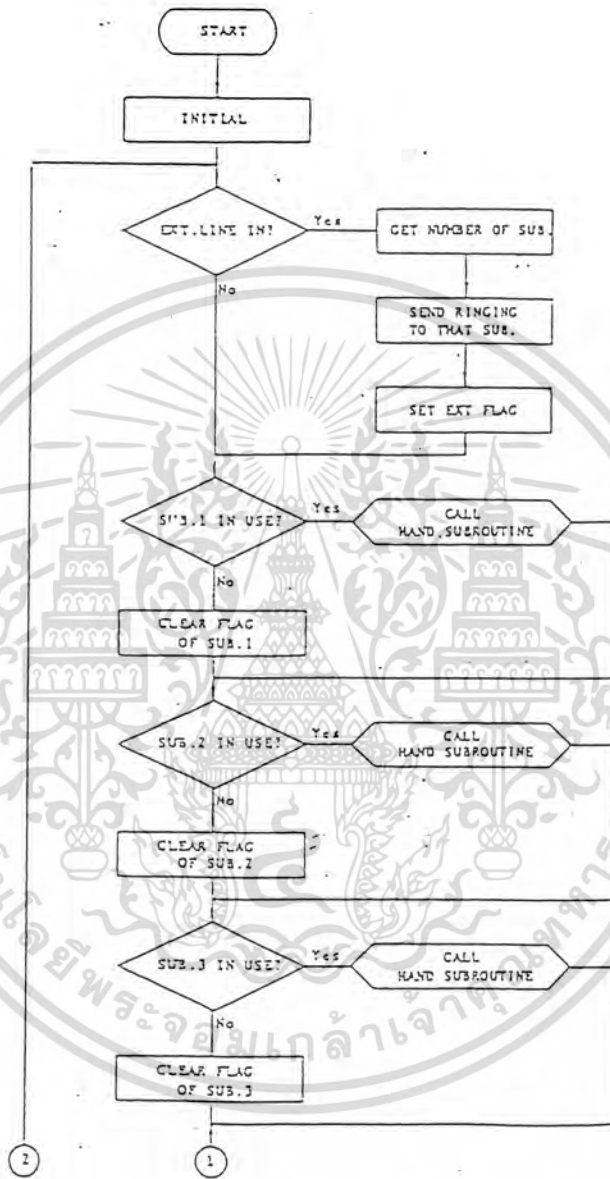 START
INITIAL
EXT.LINE IN?
Yes
GET NUMBER OF SUB.
No
SEND RINGING
TO THAT SUB.
SET EXT FLAG
SUB.1 IN USE?
Yes
CALL
HAND.SUBROUTINE
No
CLEAR FLAG
OF SUB.1
SUB.2 IN USE?
Yes
CALL
HAND SUBROUTINE
No
CLEAR FLAG
OF SUB.2
SUB.3 IN USE?
Yes
CALL
HAND SUBROUTINE
No
CLEAR FLAG
OF SUB.3
2
1